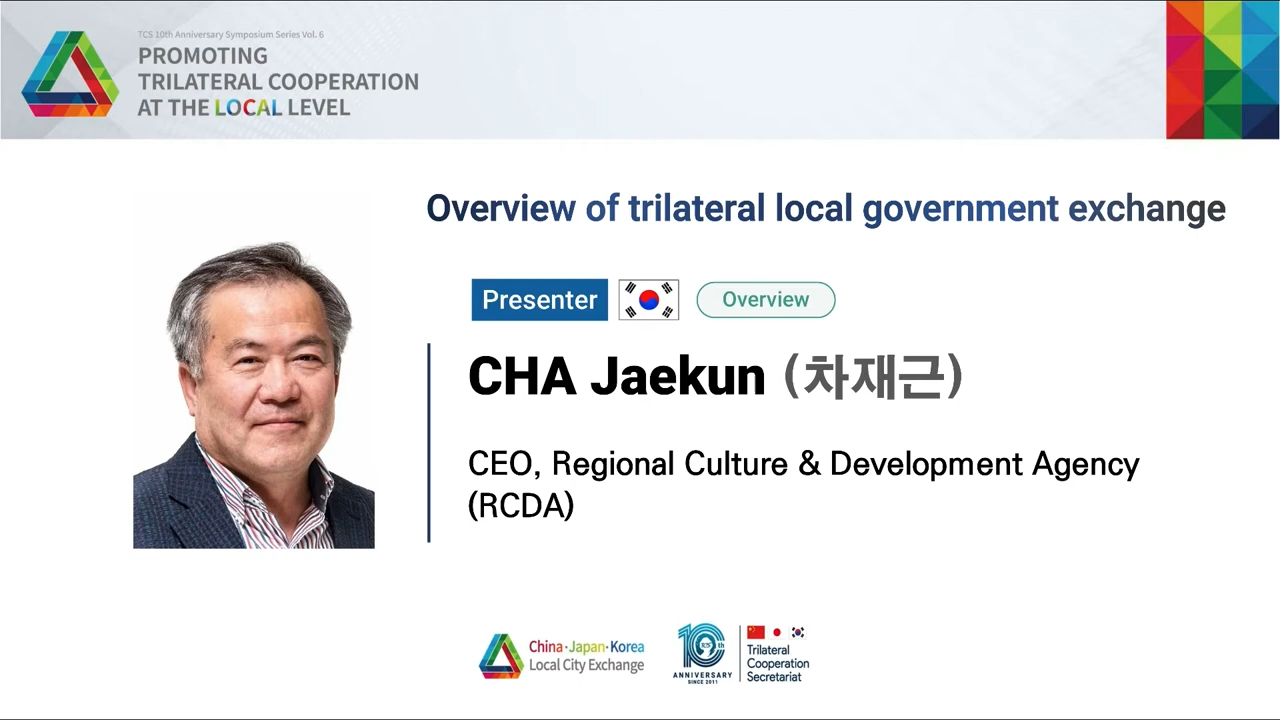 TCS 10th Anniversary Symposium Series Vol. 6
PROMOTING
TRILATERAL COOPERATION
AT THE LOCAL LEVEL
Overview of trilateral local government exchange
Presenter
Overview
CHA Jaekun (차재근)
CEO, Regional Culture & Development Agency
(RCDA)
China·Japan·Korea
Local City Exchange
10th
TCS
ANNIVERSARY
SINCE 2011
Trilateral
Cooperation
Secretariat